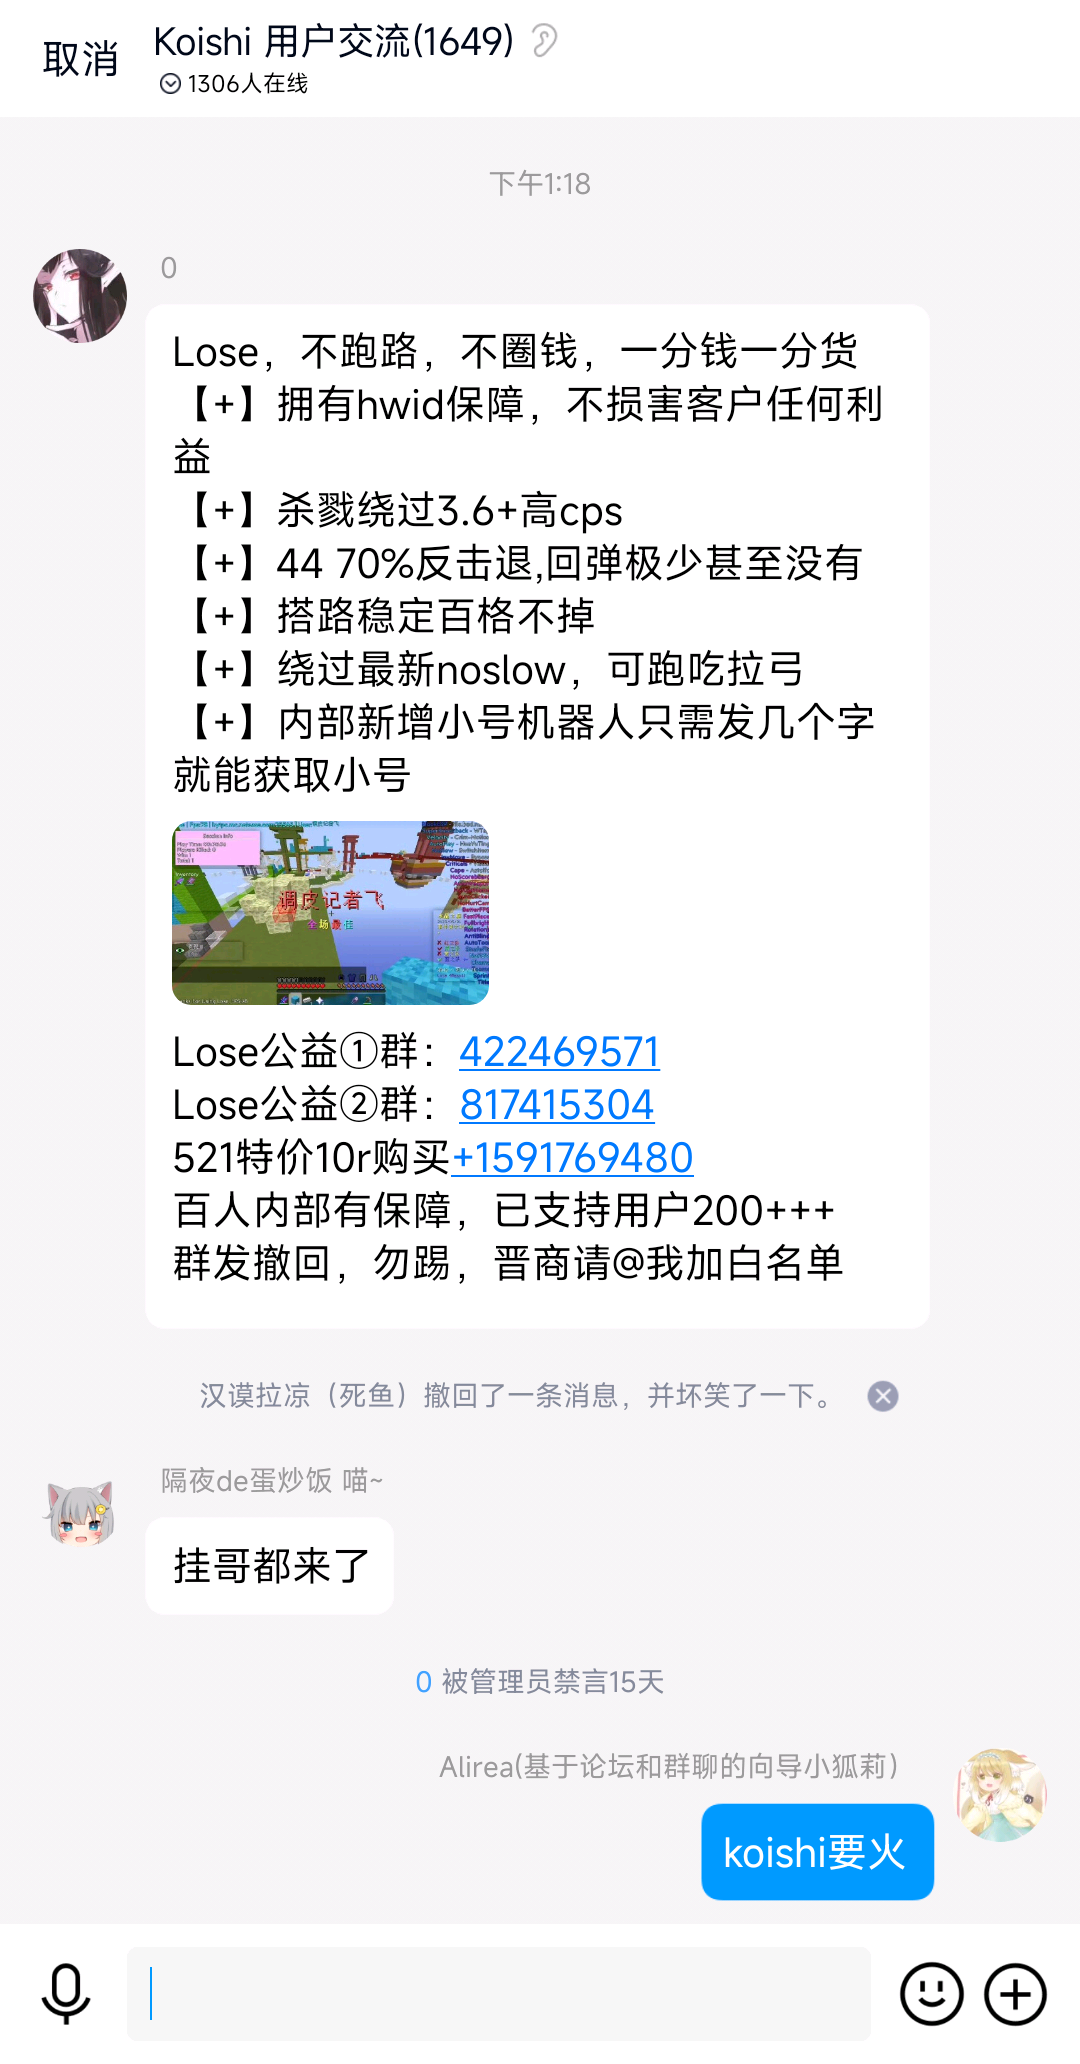 取消
Koishi 用户交流(1649)
1306人在线
下午1:18
0
Lose，不跑路，不圈钱，一分钱一分货
【+】拥有hwid保障，不损害客户任何利
益
【+】杀戮绕过3.6+高cps
【+】44 70%反击退,回弹极少甚至没有
【+】搭路稳定百格不掉
【+】绕过最新noslow，可跑吃拉弓
【+】内部新增小号机器人只需发几个字
就能获取小号
调皮记者飞
全场最佳
Lose公益①群：422469571
Lose公益②群：817415304
521特价10r购买+1591769480
百人内部有保障，已支持用户200+++
群发撤回，勿踢，晋商请@我加白名单
汉谟拉凉（死鱼）撤回了一条消息，并坏笑了一下。
隔夜de蛋炒饭 喵~
挂哥都来了
0 被管理员禁言15天
Alirea(基于论坛和群聊的向导小狐莉）
koishi要火